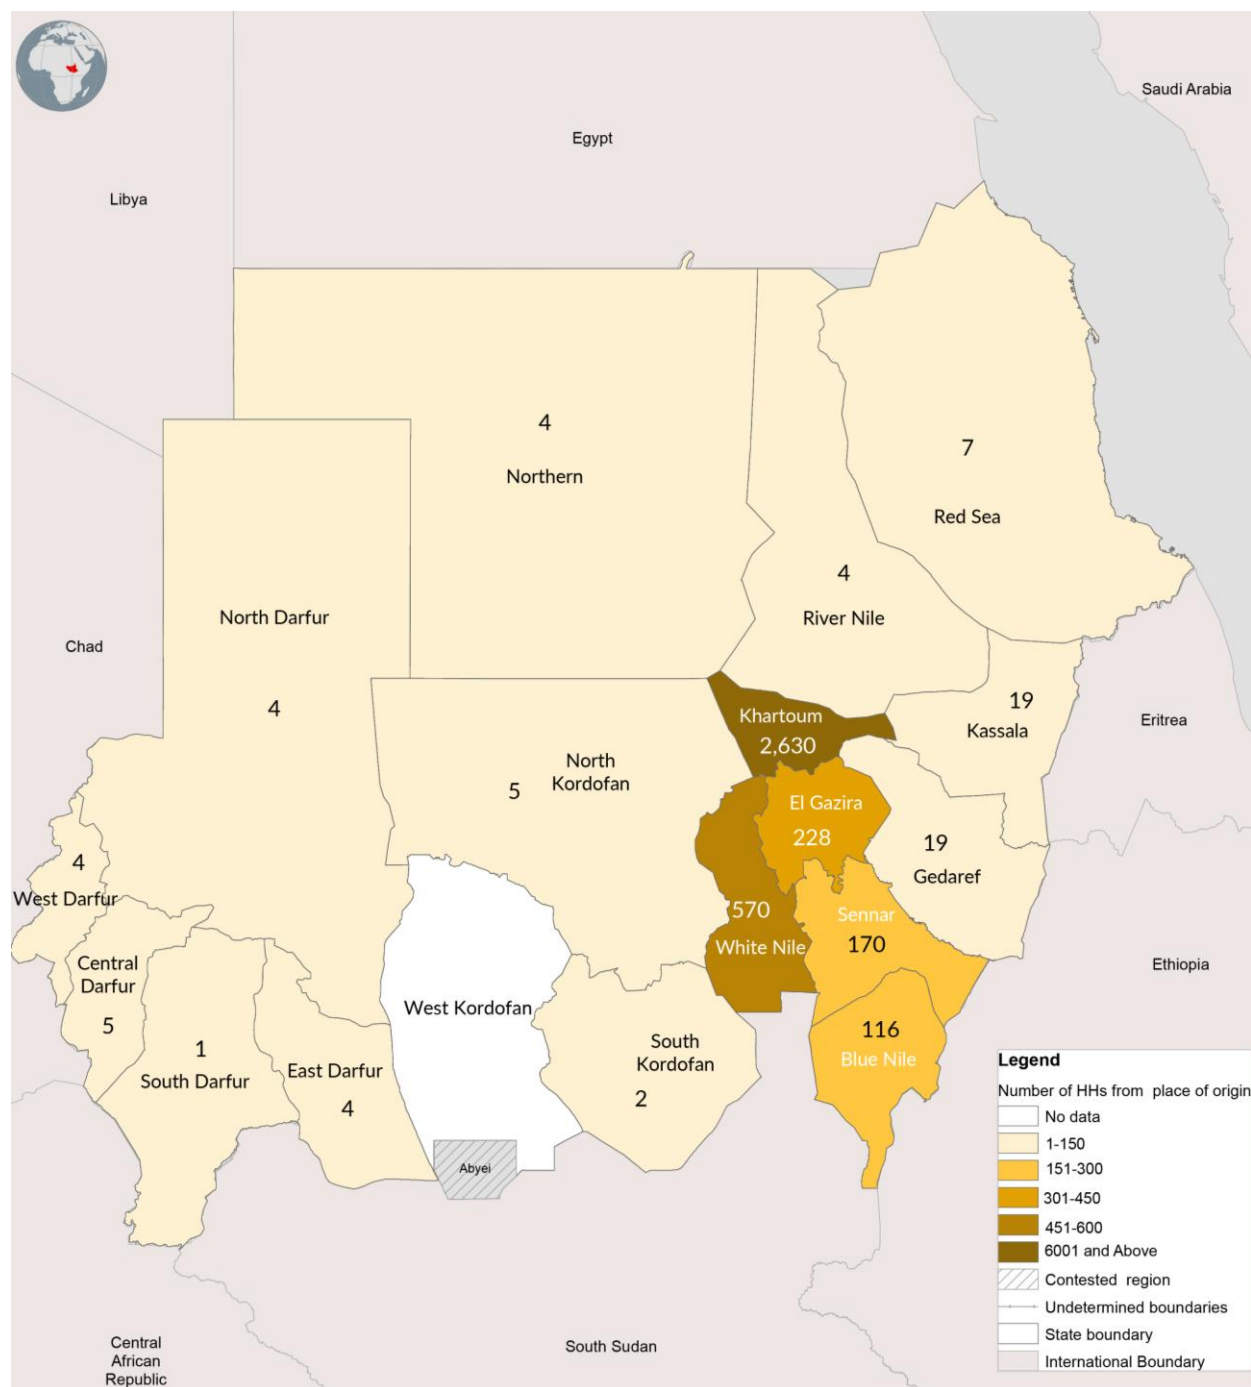 Saudi Arabia
Egypt
Libya
4
Northern
7
Red Sea
4
River Nile
North Darfur
4
Chad
Khartoum
2,630
19
Kassala
Eritrea
North
Kordofan
5
El Gazira
228
19
Gedaref
4
West Darfur
570
White Nile
Sennar
170
Central
Darfur
5
West Kordofan
Ethiopia
1
South Darfur
East Darfur
4
South
Kordofan
2
116
Blue Nile
Abyei
Legend
Number of HHs from place of origin
No data
1-150
151-300
301-450
451-600
6001 and Above
Contested region
Undetermined boundaries
State boundary
International Boundary
South Sudan
Central
African
Republic